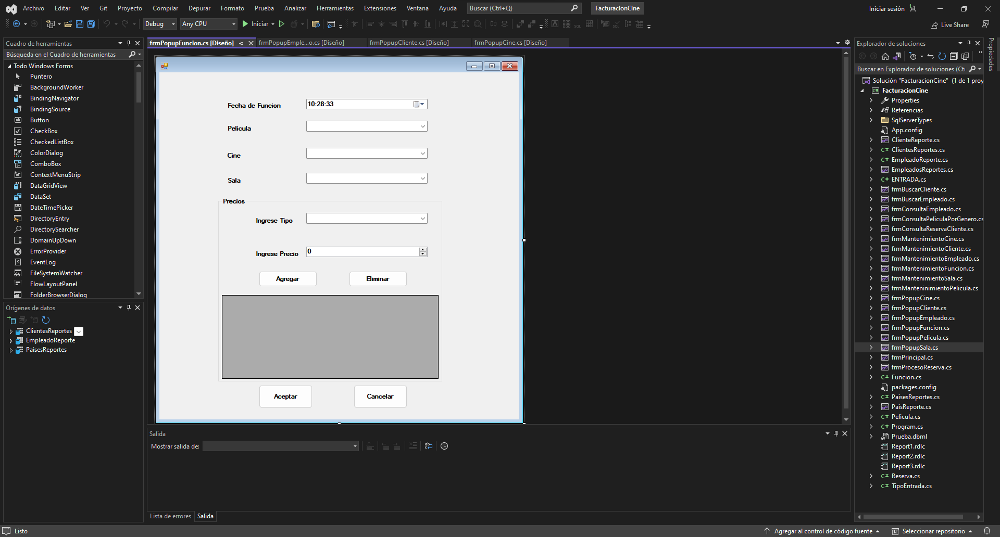 Archivo Editar Ver Git Proyecto Compilar Depurar Formato Prueba Analizar Herramientas Extensiones Ventana Ayuda Buscar (Ctrl+Q) FacturacionCine Iniciar sesión
Debug Any CPU Iniciar Live Share
Cuadro de herramientas
Búsqueda en el Cuadro de herramientas
Todo Windows Forms
Puntero
BackgroundWorker
BindingNavigator
BindingSource
Button
CheckBox
CheckedListBox
ColorDialog
ComboBox
ContextMenuStrip
DataGridView
DataSet
DateTimePicker
DirectoryEntry
DirectorySearcher
DomainUpDown
ErrorProvider
EventLog
FileSystemWatcher
FlowLayoutPanel
FolderBrowserDialog
Orígenes de datos
ClientesReportes
EmpleadoReporte
PaisesReportes
frmPopupFuncion.cs [Diseño] frmPopupEmple...o.cs [Diseño] frmPopupCliente.cs [Diseño] frmPopupCine.cs [Diseño]
Fecha de Funcion 10:28:33
Pelicula
Cine
Sala
Precios
Ingrese Tipo
Ingrese Precio 0
Agregar Eliminar
Aceptar Cancelar
Salida
Mostrar salida de:
Lista de errores Salida
Explorador de soluciones
Buscar en Explorador de soluciones (Ctr
Solución "FacturacionCine" (1 de 1 proy
FacturacionCine
Properties
Referencias
SqlServerTypes
App.config
ClienteReporte.cs
ClientesReportes.cs
EmpleadoReporte.cs
EmpleadosReportes.cs
ENTRADA.cs
frmBuscarCliente.cs
frmBuscarEmpleado.cs
frmConsultaEmpleado.cs
frmConsultaPeliculaPorGenero.cs
frmConsultaReservaCliente.cs
frmMantenimientoCine.cs
frmMantenimientoCliente.cs
frmMantenimientoEmpleado.cs
frmMantenimientoFuncion.cs
frmMantenimientoSala.cs
frmManteninimientoPelicula.cs
frmPopupCine.cs
frmPopupCliente.cs
frmPopupEmpleado.cs
frmPopupFuncion.cs
frmPopupPelicula.cs
frmPopupSala.cs
frmPrincipal.cs
frmProcesoReserva.cs
Funcion.cs
packages.config
PaisesReportes.cs
PaisReporte.cs
Pelicula.cs
Program.cs
Prueba.dbml
Report1.rdlc
Report2.rdlc
Report3.rdlc
Reserva.cs
TipoEntrada.cs
Propiedades
Listo Agregar al control de código fuente Seleccionar repositorio